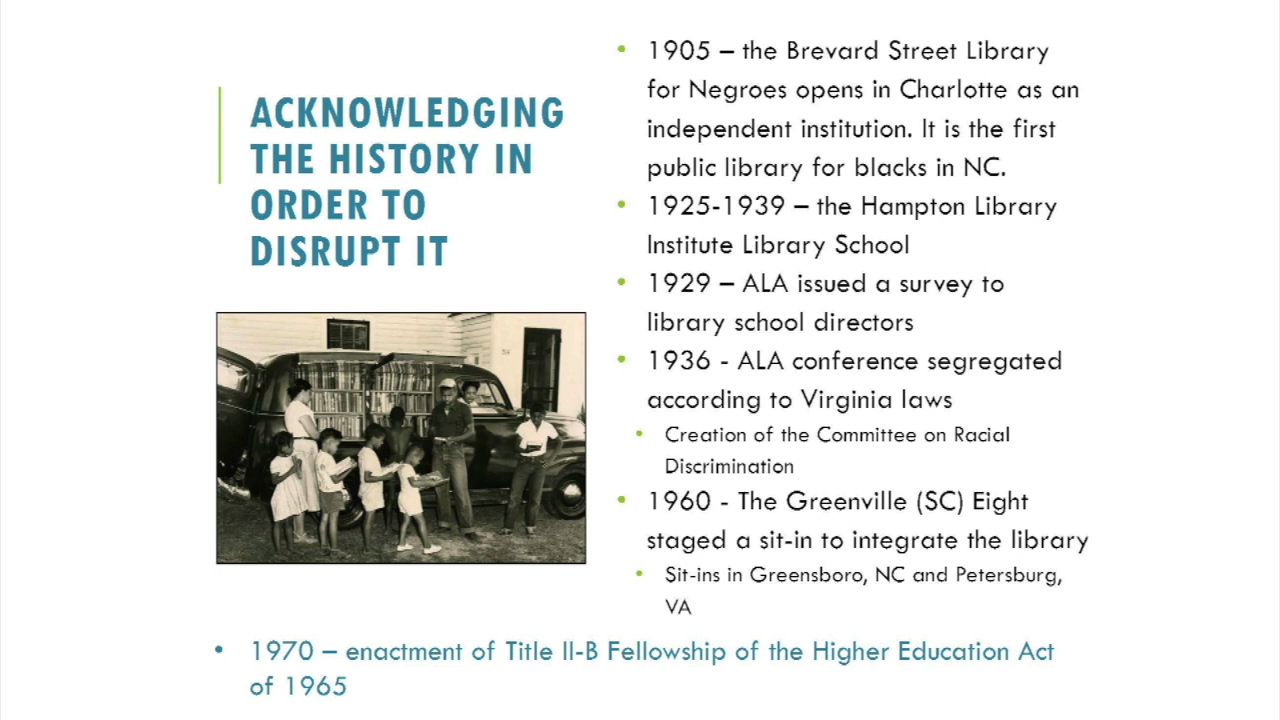 ACKNOWLEDGING
THE HISTORY IN
ORDER TO
DISRUPT IT
• 1905 – the Brevard Street Library
for Negroes opens in Charlotte as an
independent institution. It is the first
public library for blacks in NC.
• 1925-1939 – the Hampton Library
Institute Library School
• 1929 – ALA issued a survey to
library school directors
• 1936 - ALA conference segregated
according to Virginia laws
• Creation of the Committee on Racial
Discrimination
• 1960 - The Greenville (SC) Eight
staged a sit-in to integrate the library
• Sit-ins in Greensboro, NC and Petersburg,
VA
• 1970 – enactment of Title II-B Fellowship of the Higher Education Act
of 1965